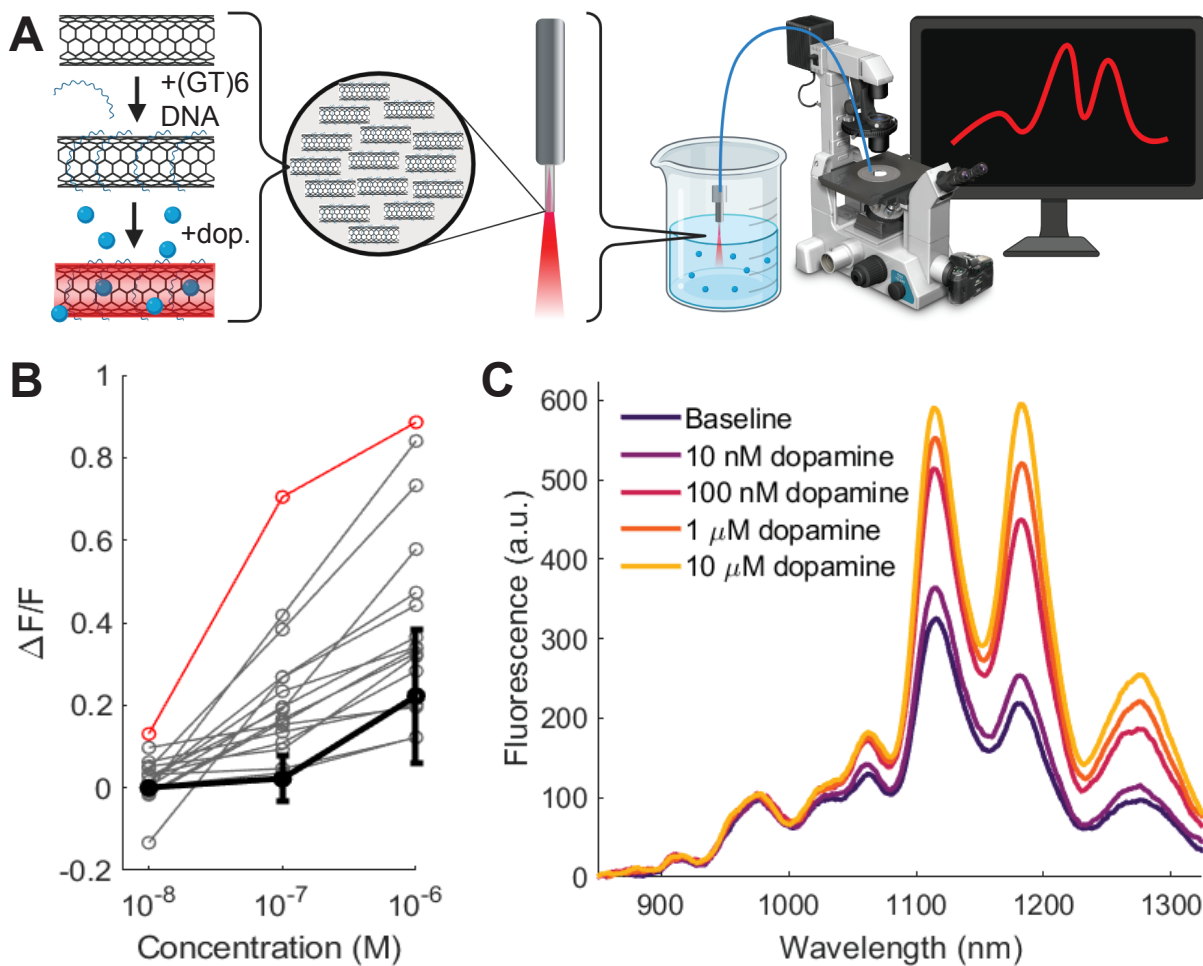 A
+(GT)6
DNA
+dop.
B
1
0.8
0.6
0.4
0.2
0
-0.2
ΔF/F
10⁻⁸
10⁻⁷
10⁻⁶
Concentration (M)
C
Baseline
10 nM dopamine
100 nM dopamine
1 μM dopamine
10 μM dopamine
600
500
400
300
200
100
0
Fluorescence (a.u.)
900
1000
1100
1200
1300
Wavelength (nm)